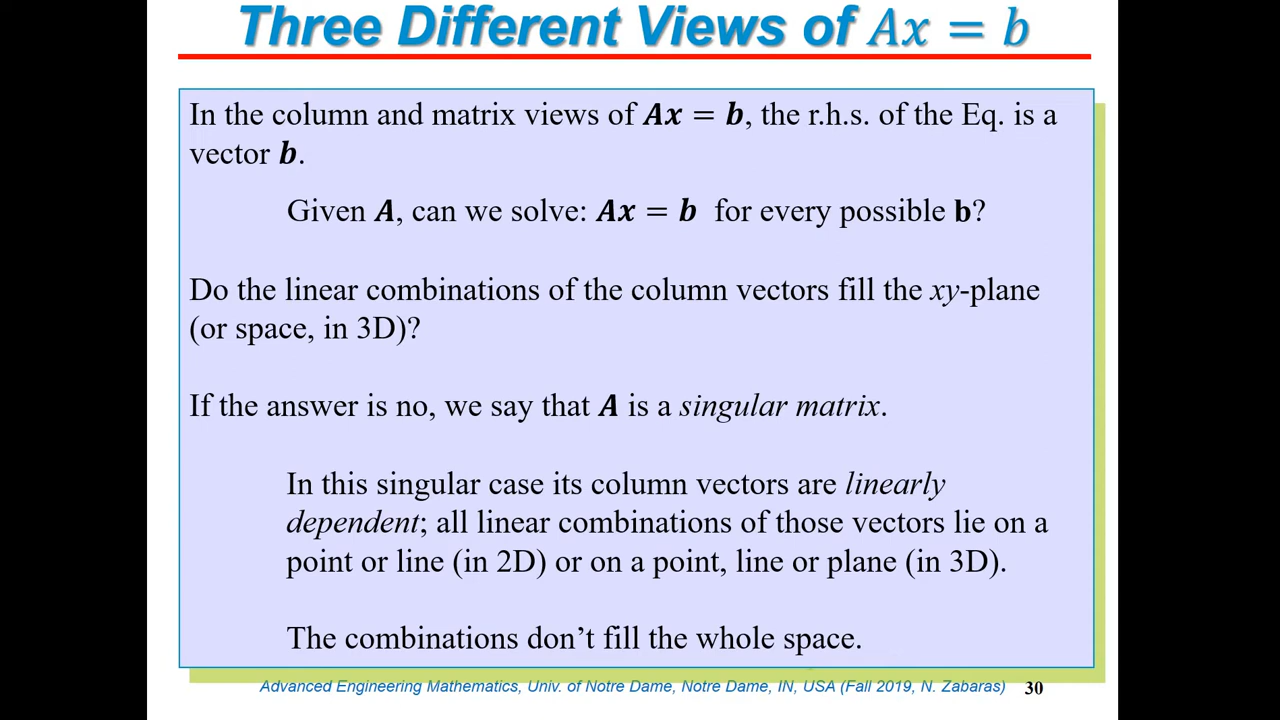 Three Different Views of Ax = b
In the column and matrix views of Ax = b, the r.h.s. of the Eq. is a
vector b.
Given A, can we solve: Ax = b for every possible b?
Do the linear combinations of the column vectors fill the xy-plane
(or space, in 3D)?
If the answer is no, we say that A is a singular matrix.
In this singular case its column vectors are linearly
dependent; all linear combinations of those vectors lie on a
point or line (in 2D) or on a point, line or plane (in 3D).
The combinations don’t fill the whole space.
Advanced Engineering Mathematics, Univ. of Notre Dame, Notre Dame, IN, USA (Fall 2019, N. Zabaras) 30